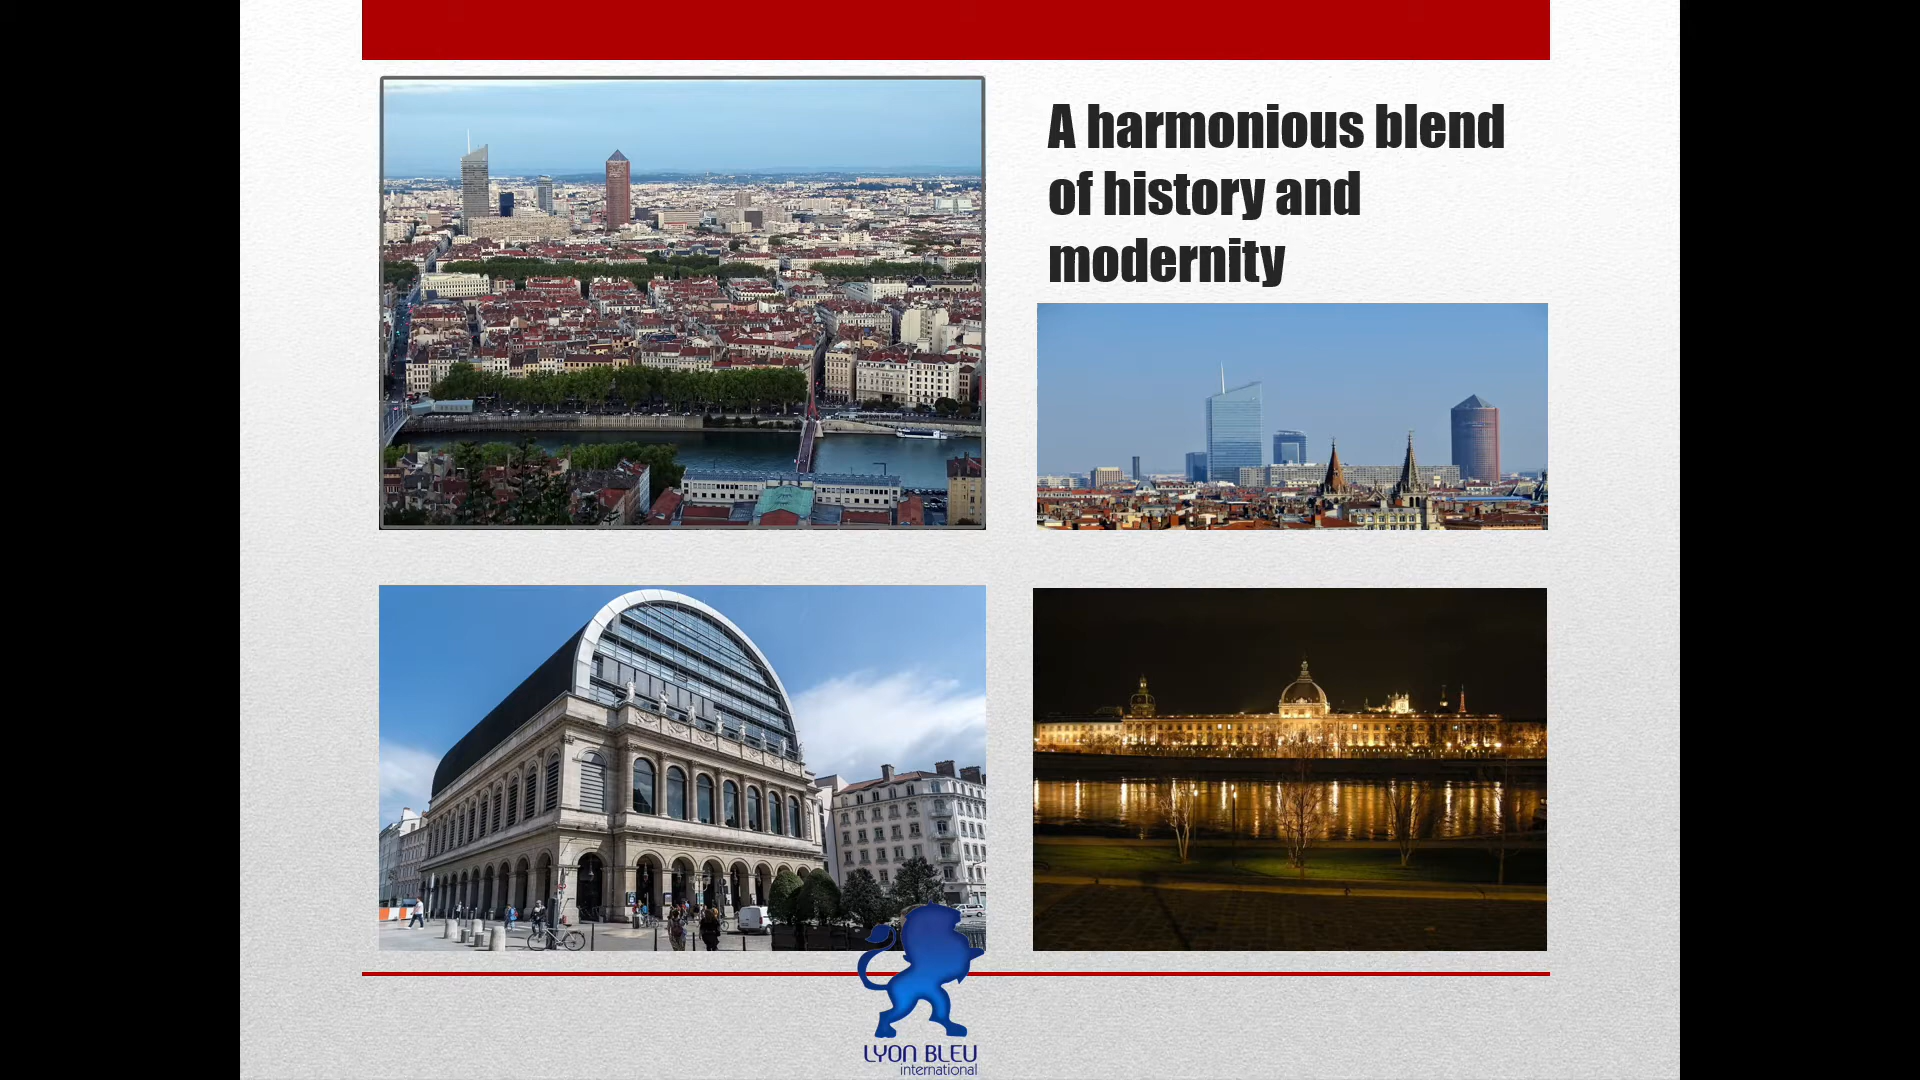 A harmonious blend
of history and
modernity
LYON BLEU
international